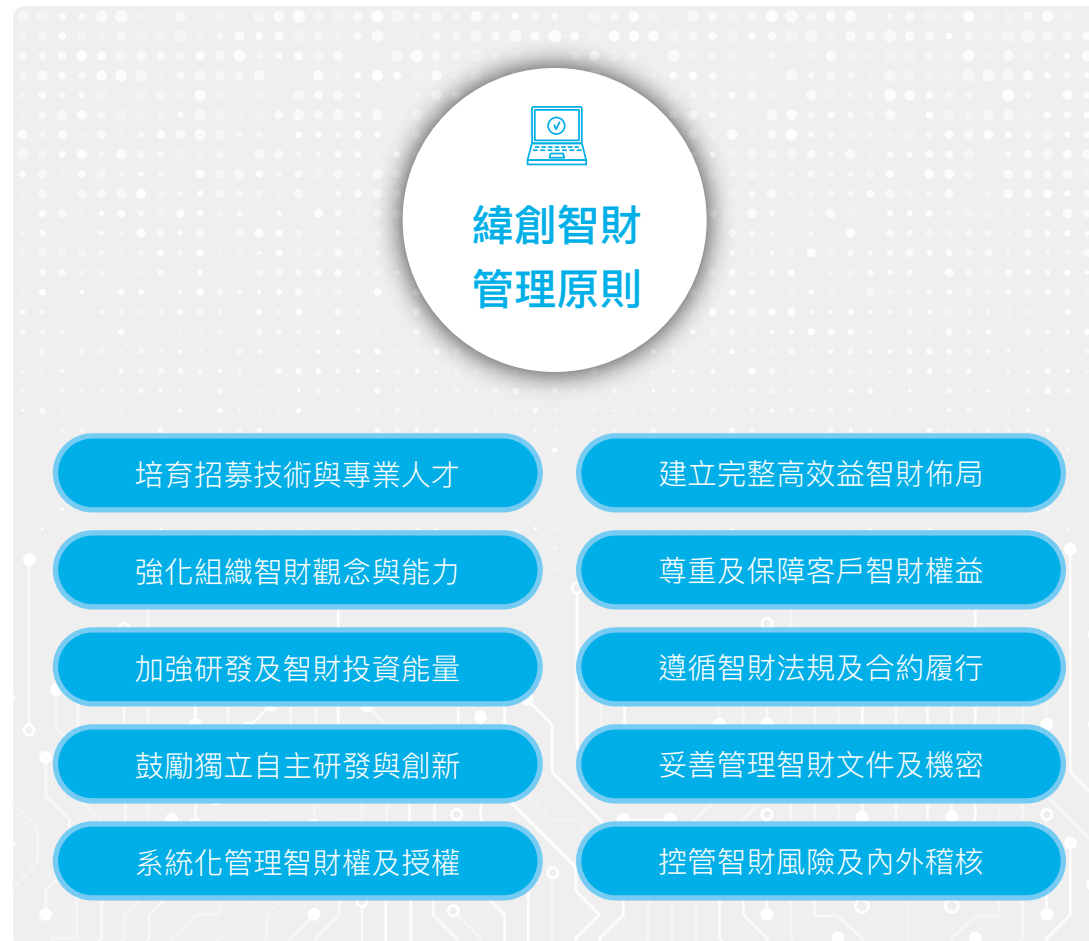 緯創智財
管理原則
培育招募技術與專業人才
強化組織智財觀念與能力
加強研發及智財投資能量
鼓勵獨立自主研發與創新
系統化管理智財權及授權
建立完整高效益智財佈局
尊重及保障客戶智財權益
遵循智財法規及合約履行
妥善管理智財文件及機密
控管智財風險及內外稽核